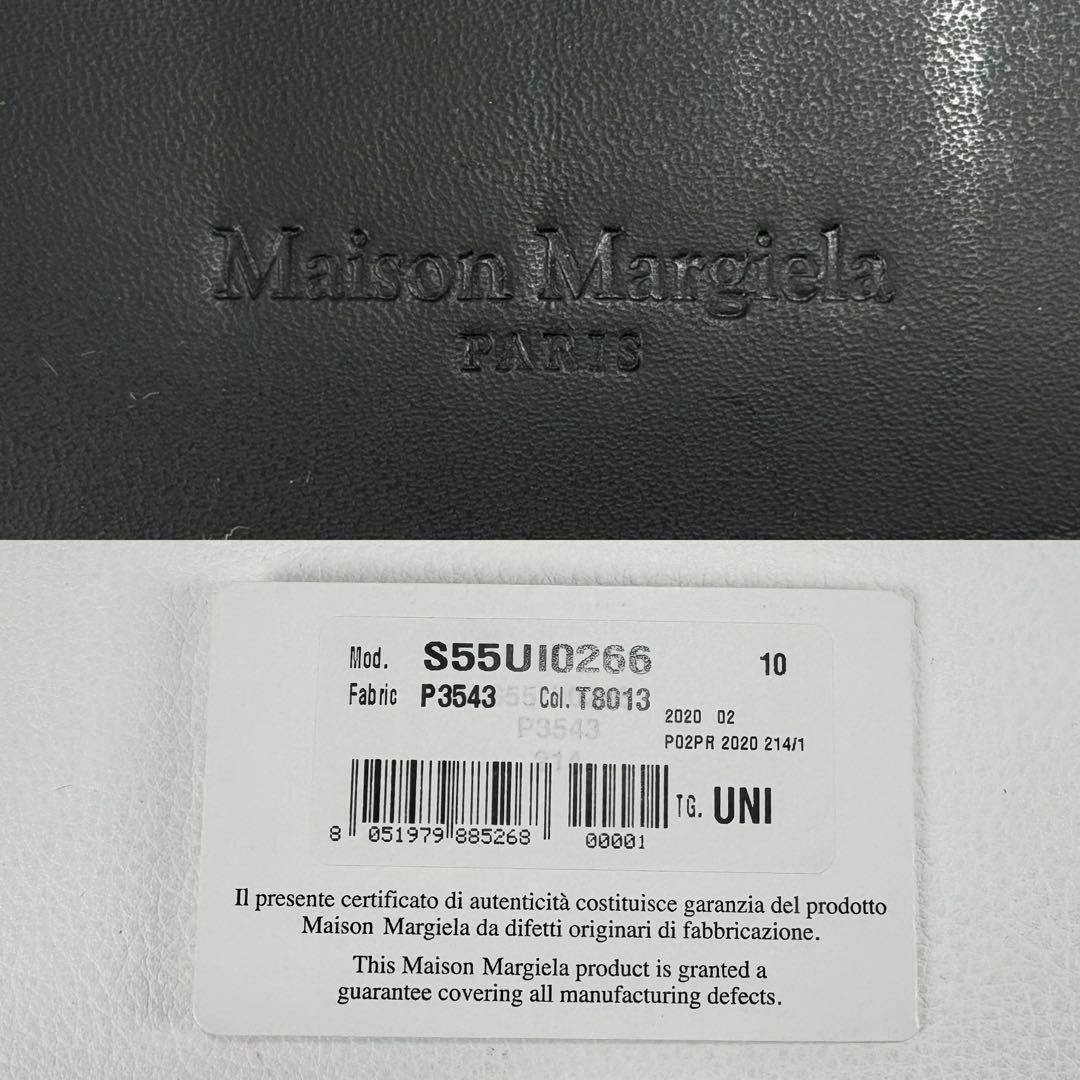 Maison Margiela
PARIS
Mod. S55UI0266 10
Fabric P3543 Col. T8013
2020 02
P02PR 2020 214/1
P3543
214
TG. UNI
8 051979 885268 00001
Il presente certificato di autenticità costituisce garanzia del prodotto
Maison Margiela da difetti originari di fabbricazione.
This Maison Margiela product is granted a
guarantee covering all manufacturing defects.